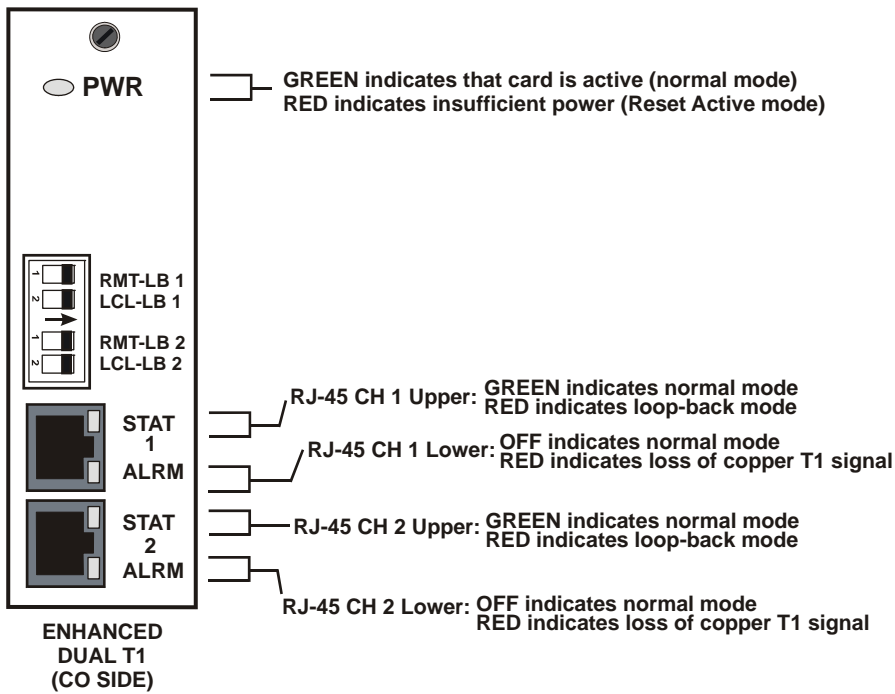 PWR
GREEN indicates that card is active (normal mode)
RED indicates insufficient power (Reset Active mode)
1
RMT-LB 1
2
LCL-LB 1
1
RMT-LB 2
2
LCL-LB 2
STAT
1
ALRM
RJ-45 CH 1 Upper: GREEN indicates normal mode
RED indicates loop-back mode
RJ-45 CH 1 Lower: OFF indicates normal mode
RED indicates loss of copper T1 signal
STAT
2
ALRM
RJ-45 CH 2 Upper: GREEN indicates normal mode
RED indicates loop-back mode
RJ-45 CH 2 Lower: OFF indicates normal mode
RED indicates loss of copper T1 signal
ENHANCED
DUAL T1
(CO SIDE)